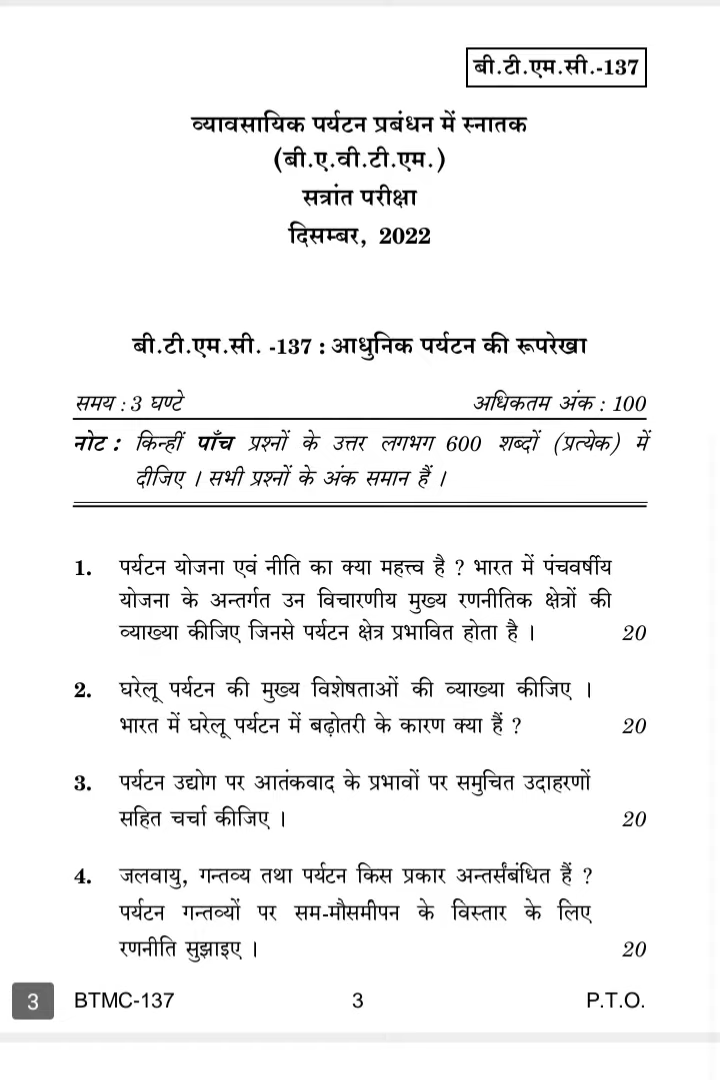 बी.टी.एम.सी.-137
व्यावसायिक पर्यटन प्रबंधन में स्नातक
(बी.ए.वी.टी.एम.)
सत्रांत परीक्षा
दिसम्बर, 2022
बी.टी.एम.सी. -137 : आधुनिक पर्यटन की रूपरेखा
समय : 3 घण्टे अधिकतम अंक : 100
नोट : किन्हीं पाँच प्रश्नों के उत्तर लगभग 600 शब्दों (प्रत्येक) में
दीजिए । सभी प्रश्नों के अंक समान हैं ।
1. पर्यटन योजना एवं नीति का क्या महत्त्व है ? भारत में पंचवर्षीय
योजना के अन्तर्गत उन विचारणीय मुख्य रणनीतिक क्षेत्रों की
व्याख्या कीजिए जिनसे पर्यटन क्षेत्र प्रभावित होता है । 20
2. घरेलू पर्यटन की मुख्य विशेषताओं की व्याख्या कीजिए ।
भारत में घरेलू पर्यटन में बढ़ोतरी के कारण क्या हैं ? 20
3. पर्यटन उद्योग पर आतंकवाद के प्रभावों पर समुचित उदाहरणों
सहित चर्चा कीजिए । 20
4. जलवायु, गन्तव्य तथा पर्यटन किस प्रकार अन्तर्संबंधित हैं ?
पर्यटन गन्तव्यों पर सम-मौसमीपन के विस्तार के लिए
रणनीति सुझाइए । 20
3 BTMC-137 3 P.T.O.